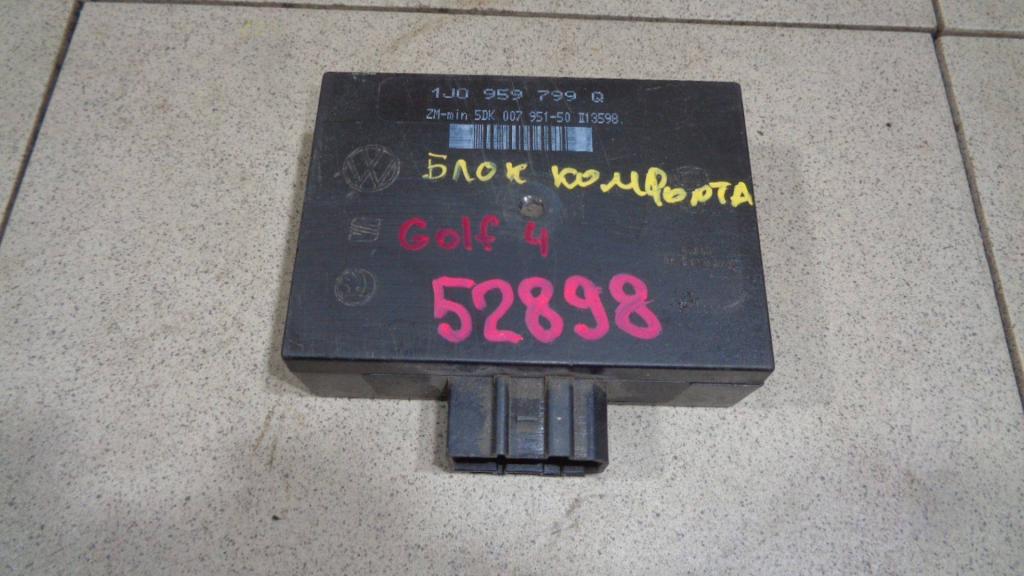 1J0 959 799 Q
ZM-min 5DK 007 951-50 II13598.
Блок комфорта
Golf 4
52898